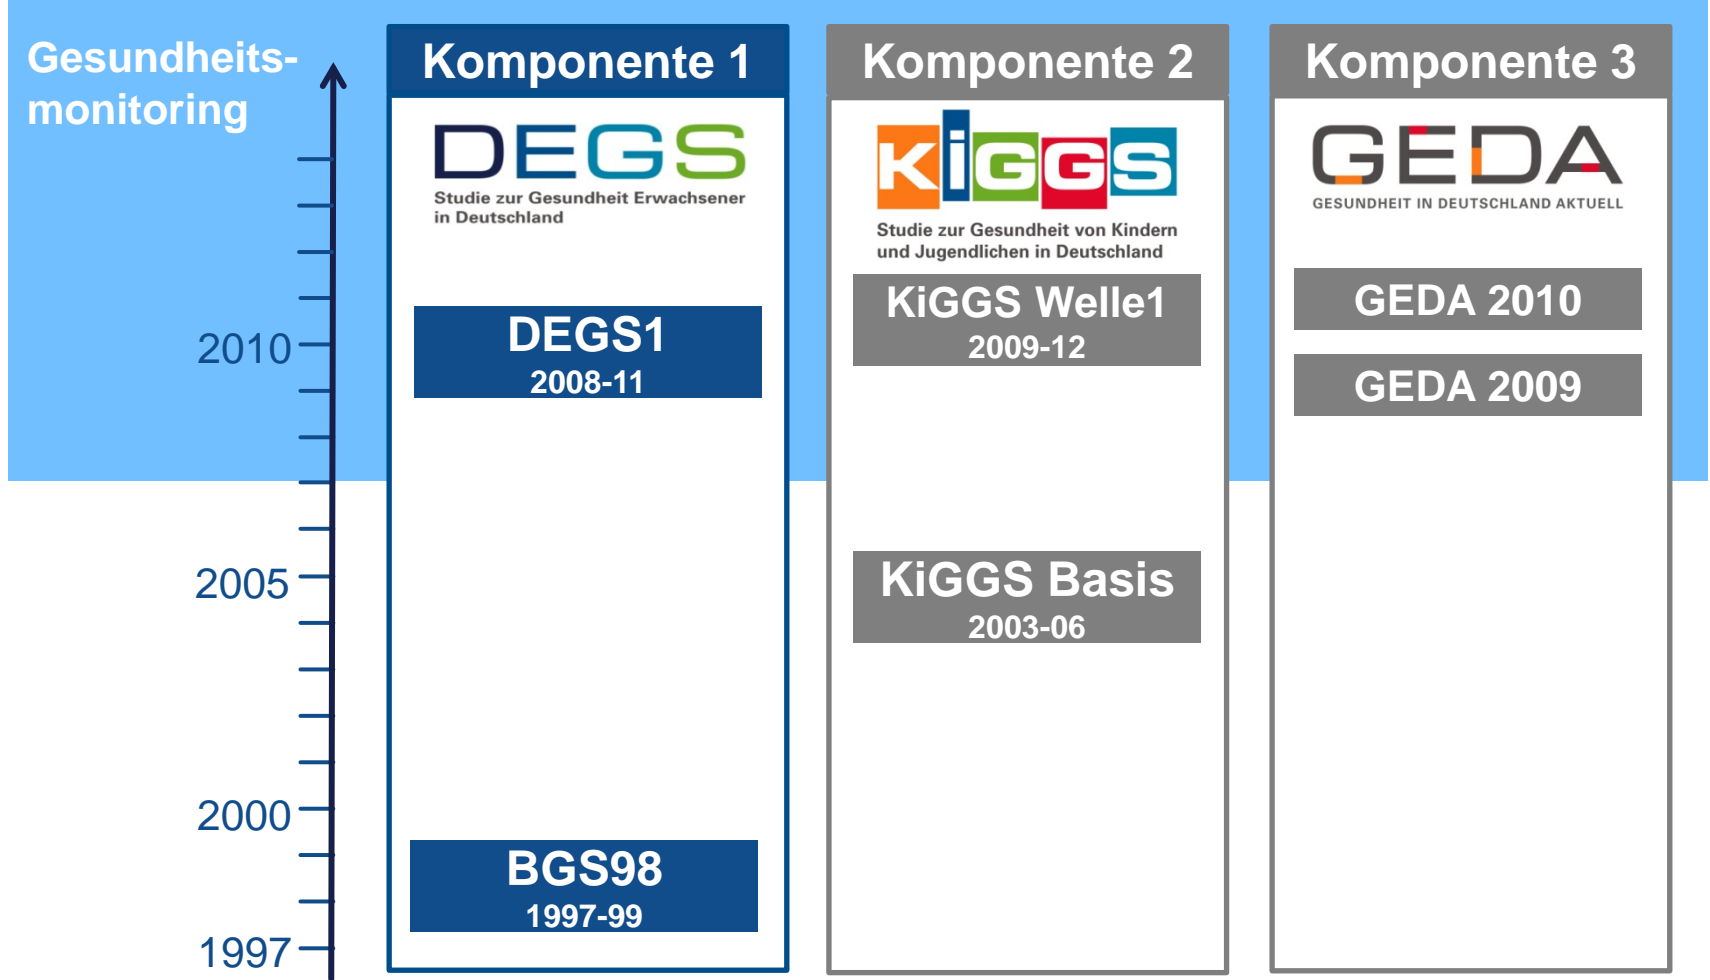 Gesundheits-
monitoring
2010
2005
2000
1997
Komponente 1
DEGS
Studie zur Gesundheit Erwachsener
in Deutschland
DEGS1
2008-11
BGS98
1997-99
Komponente 2
KiGGS
Studie zur Gesundheit von Kindern
und Jugendlichen in Deutschland
KiGGS Welle1
2009-12
KiGGS Basis
2003-06
Komponente 3
GEDA
GESUNDHEIT IN DEUTSCHLAND AKTUELL
GEDA 2010
GEDA 2009